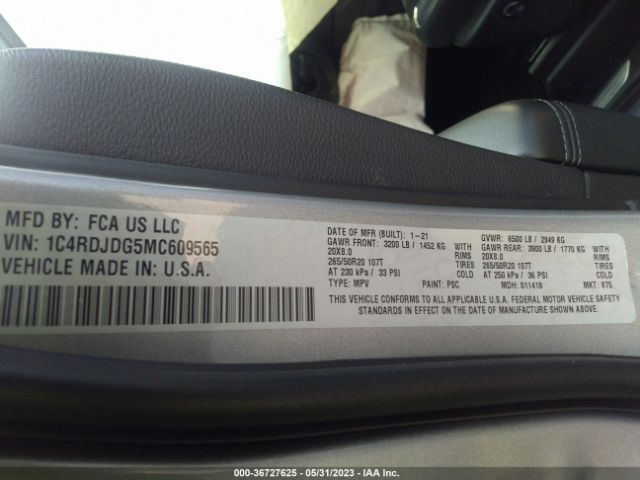 MFD BY: FCA US LLC
VIN: 1C4RDJDG5MC609565
VEHICLE MADE IN: U.S.A.
DATE OF MFR (BUILT): 1-21 GVWR: 6500 LB / 2949 KG
GAWR FRONT: 3200 LB / 1452 KG GAWR REAR: 3900 LB / 1770 KG
20X8.0 RIMS 20X8.0 RIMS
265/50R20 107T TIRES 265/50R20 107T TIRES
AT 230 kPa / 33 PSI COLD AT 250 kPa / 36 PSI COLD
TYPE: MPV PAINT: PSC MDH: 011410 MKT: 875
THIS VEHICLE CONFORMS TO ALL APPLICABLE U.S.A. FEDERAL MOTOR VEHICLE SAFETY
STANDARDS IN EFFECT ON THE DATE OF MANUFACTURE SHOWN ABOVE.
000-36727625 - 05/31/2023 - IAA Inc.